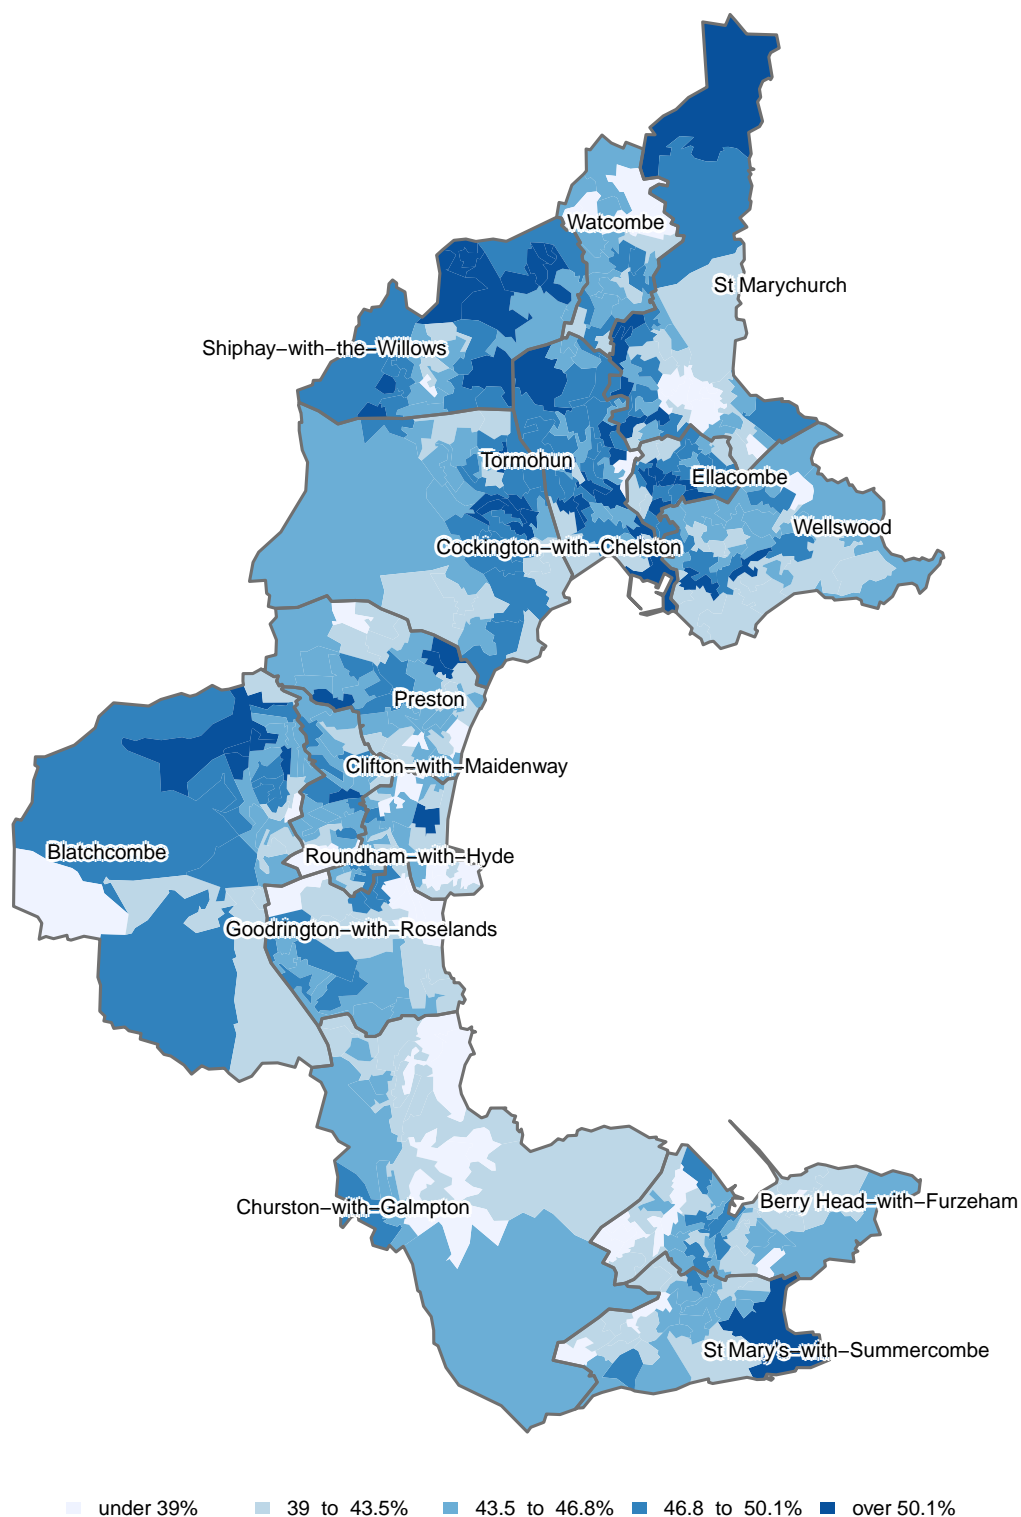 Watcombe
St Marychurch
Shiphay−with−the−Willows
Tormohun
Ellacombe
Wellswood
Cockington−with−Chelston
Preston
Clifton−with−Maidenway
Blatchcombe
Roundham−with−Hyde
Goodrington−with−Roselands
Churston−with−Galmpton
Berry Head−with−Furzeham
St Mary's−with−Summercombe
under 39% 39 to 43.5% 43.5 to 46.8% 46.8 to 50.1% over 50.1%